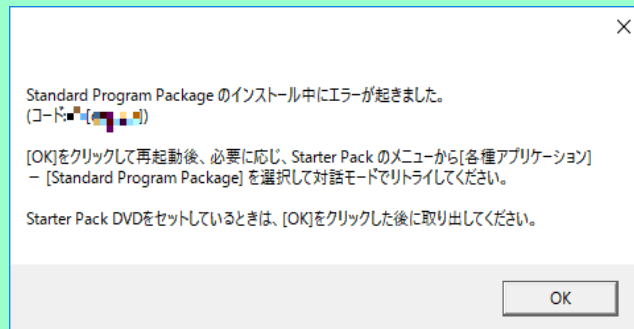 Standard Program Package のインストール中にエラーが起きました。
(コード:
[OK]をクリックして再起動後、必要に応じ、Starter Pack のメニューから[各種アプリケーション]
－ [Standard Program Package] を選択して対話モードでリトライしてください。
Starter Pack DVDをセットしているときは、[OK]をクリックした後に取り出してください。
OK